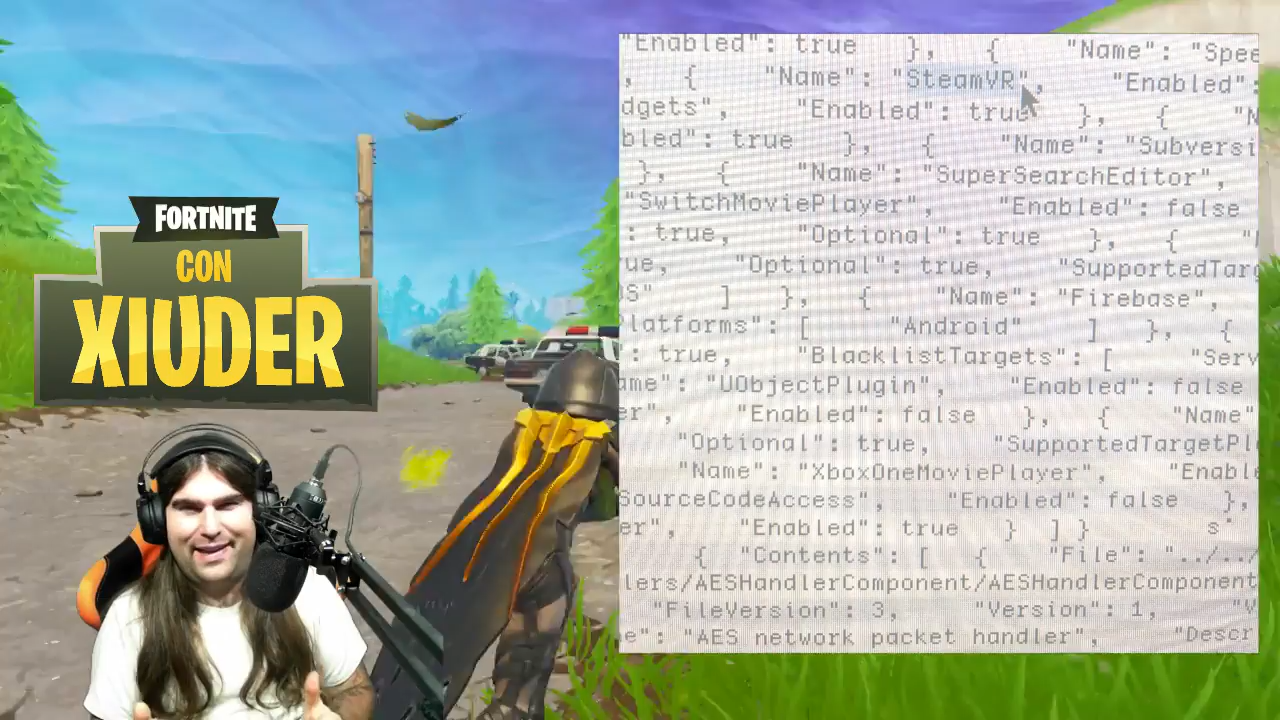 FORTNITE
CON
XIUDER
"Enabled": true }, { "Name": "Spee
, { "Name": "SteamVR", "Enabled":
dgets", "Enabled": true }, { "N
bled": true }, { "Name": "Subversi
}, { "Name": "SuperSearchEditor",
"SwitchMoviePlayer", "Enabled": false
: true, "Optional": true }, { "
ue, "Optional": true, "SupportedTarg
OS" ] }, { "Name": "Firebase",
latforms": [ "Android" ] }, {
: true, "BlacklistTargets": [ "Serv
ame": "UObjectPlugin", "Enabled": false
er", "Enabled": false }, { "Name"
"Optional": true, "SupportedTargetPl
"Name": "XboxOneMoviePlayer", "Enabl
SourceCodeAccess", "Enabled": false },
er", "Enabled": true } ] } s'
{ "Contents": [ { "File": "../../
lers/AESHandlerComponent/AESHandlerComponent
"FileVersion": 3, "Version": 1, "V
e": "AES network packet handler", "Descr